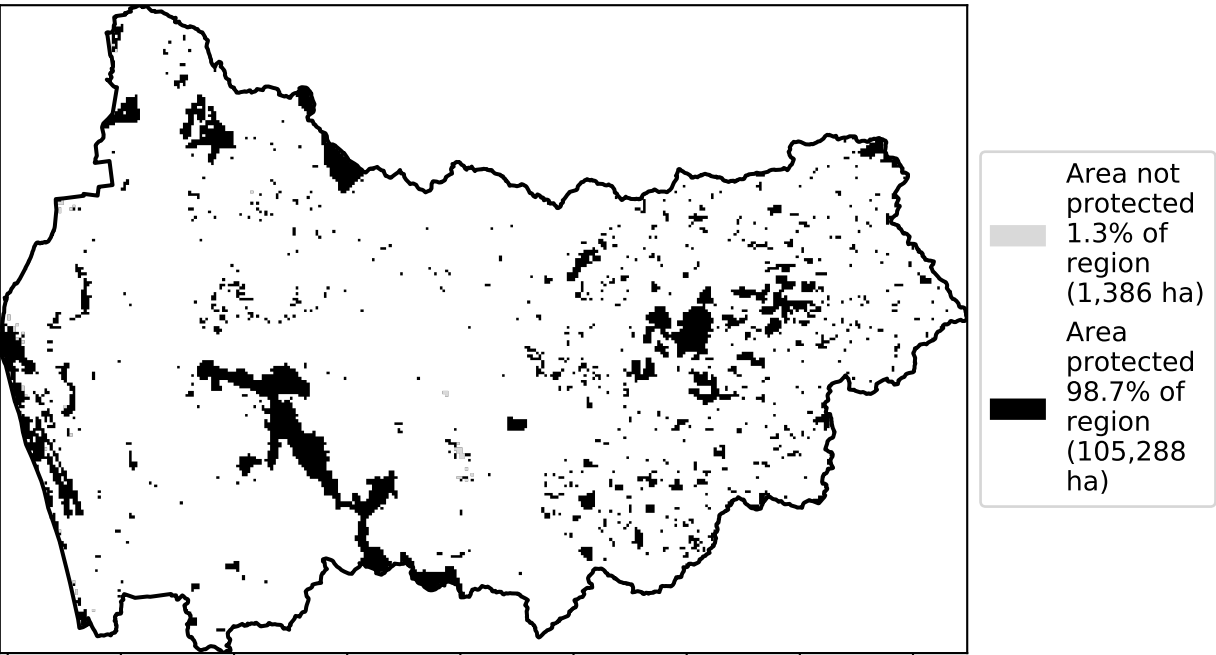 Area not
protected
1.3% of
region
(1,386 ha)
Area
protected
98.7% of
region
(105,288
ha)